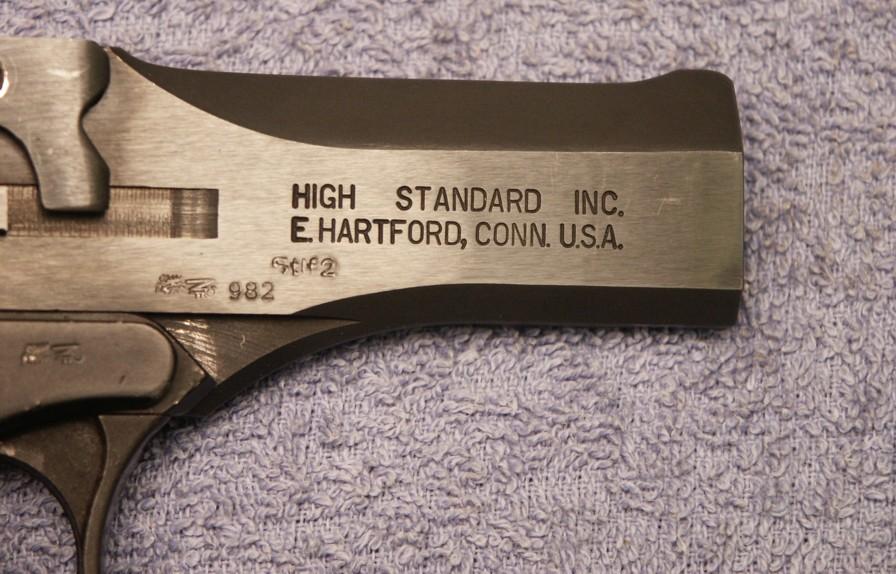 HIGH STANDARD INC.
E. HARTFORD, CONN. U.S.A.
982